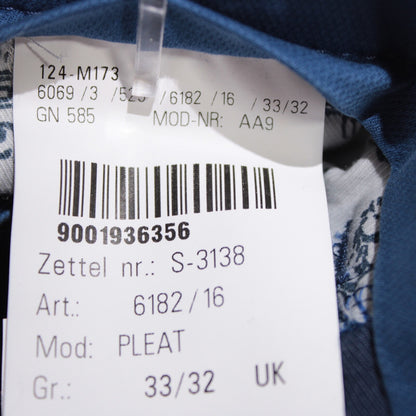 124-M173
6069 /3 /525 /6182 /16 /33/32
GN 585 MOD-NR: AA9
9001936356
Zettel nr.: S-3138
Art.: 6182/16
Mod: PLEAT
Gr.: 33/32 UK